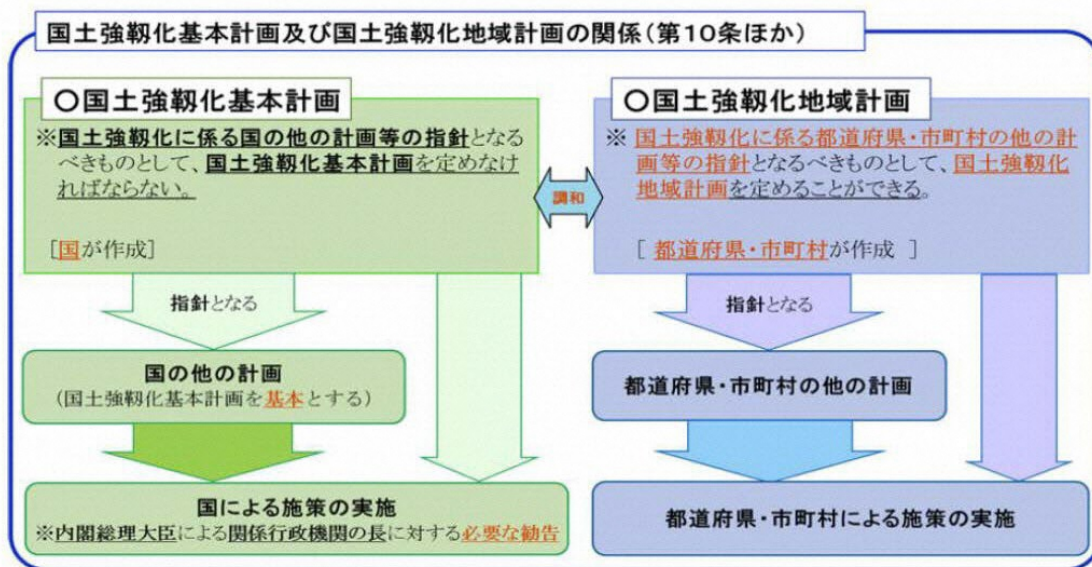 国土強靱化基本計画及び国土強靱化地域計画の関係(第10条ほか)
〇国土強靱化基本計画
※国土強靱化に係る国の他の計画等の指針となる
べきものとして、国土強靱化基本計画を定めなけ
ればならない。
[国が作成]
調和
〇国土強靱化地域計画
※ 国土強靱化に係る都道府県・市町村の他の計
画等の指針となるべきものとして、国土強靱化
地域計画を定めることができる。
[ 都道府県・市町村が作成 ]
指針となる
指針となる
国の他の計画
(国土強靱化基本計画を基本とする)
都道府県・市町村の他の計画
国による施策の実施
※内閣総理大臣による関係行政機関の長に対する必要な勧告
都道府県・市町村による施策の実施